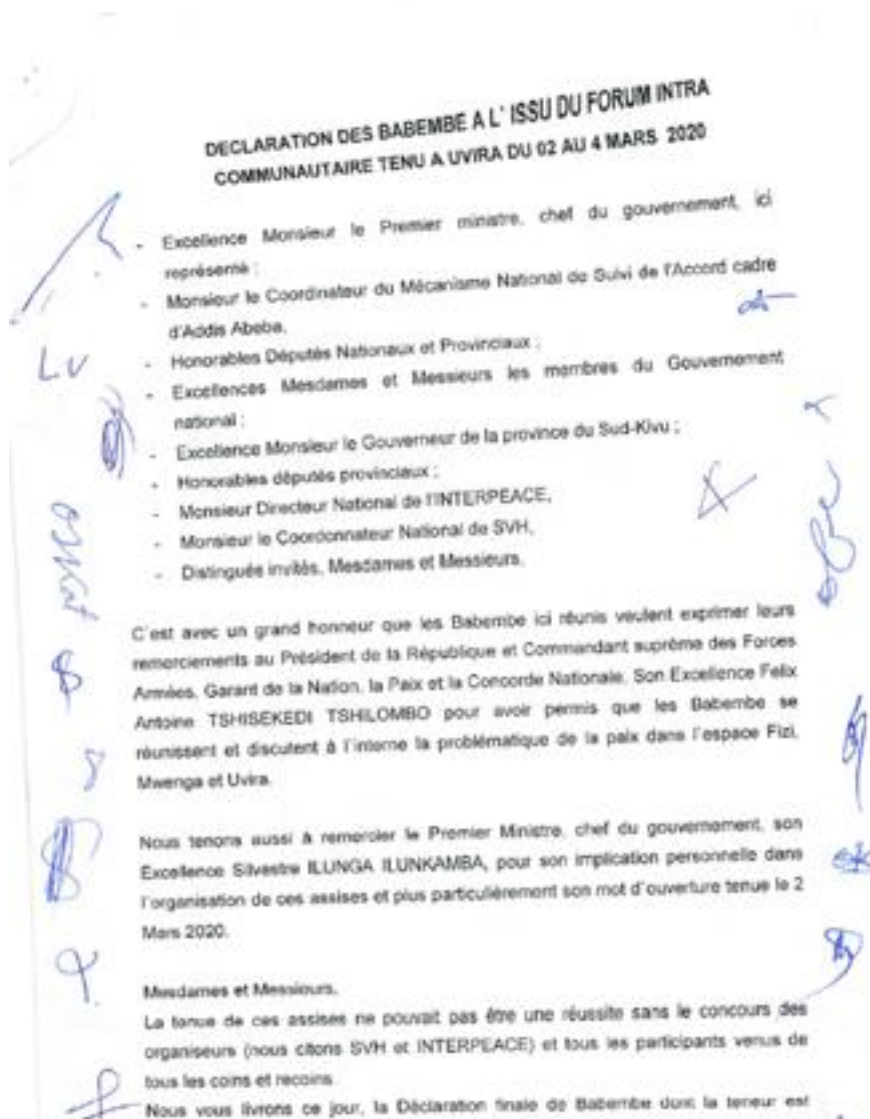 DECLARATION DES BABEMBE A L' ISSU DU FORUM INTRA
COMMUNAUTAIRE TENU A UVIRA DU 02 AU 4 MARS 2020
- Excellence Monsieur le Premier ministre, chef du gouvernement, ici
représenté ;
- Monsieur le Coordinateur du Mécanisme National de Suivi de l'Accord cadre
d'Addis Abeba,
- Honorables Députés Nationaux et Provinciaux ;
- Excellences Mesdames et Messieurs les membres du Gouvernement
national ;
- Excellence Monsieur le Gouverneur de la province du Sud-Kivu ;
- Honorables députés provinciaux ;
- Monsieur Directeur National de l'INTERPEACE,
- Monsieur le Coordonnateur National de SVH,
- Distingués invités, Mesdames et Messieurs,
C'est avec un grand honneur que les Babembe ici réunis veulent exprimer leurs
remerciements au Président de la République et Commandant suprême des Forces
Armées, Garant de la Nation, la Paix et la Concorde Nationale, Son Excellence Felix
Antoine TSHISEKEDI TSHILOMBO pour avoir permis que les Babembe se
réunissent et discutent à l'interne la problématique de la paix dans l'espace Fizi,
Mwenga et Uvira.
Nous tenons aussi à remercier le Premier Ministre, chef du gouvernement, son
Excellence Silvestre ILUNGA ILUNKAMBA, pour son implication personnelle dans
l'organisation de ces assises et plus particulièrement son mot d'ouverture tenue le 2
Mars 2020.
Mesdames et Messieurs,
La tenue de ces assises ne pouvait pas être une réussite sans le concours des
organiseurs (nous citons SVH et INTERPEACE) et tous les participants venus de
tous les coins et recoins
Nous vous livrons ce jour, la Déclaration finale de Babembe dont la teneur est
LV